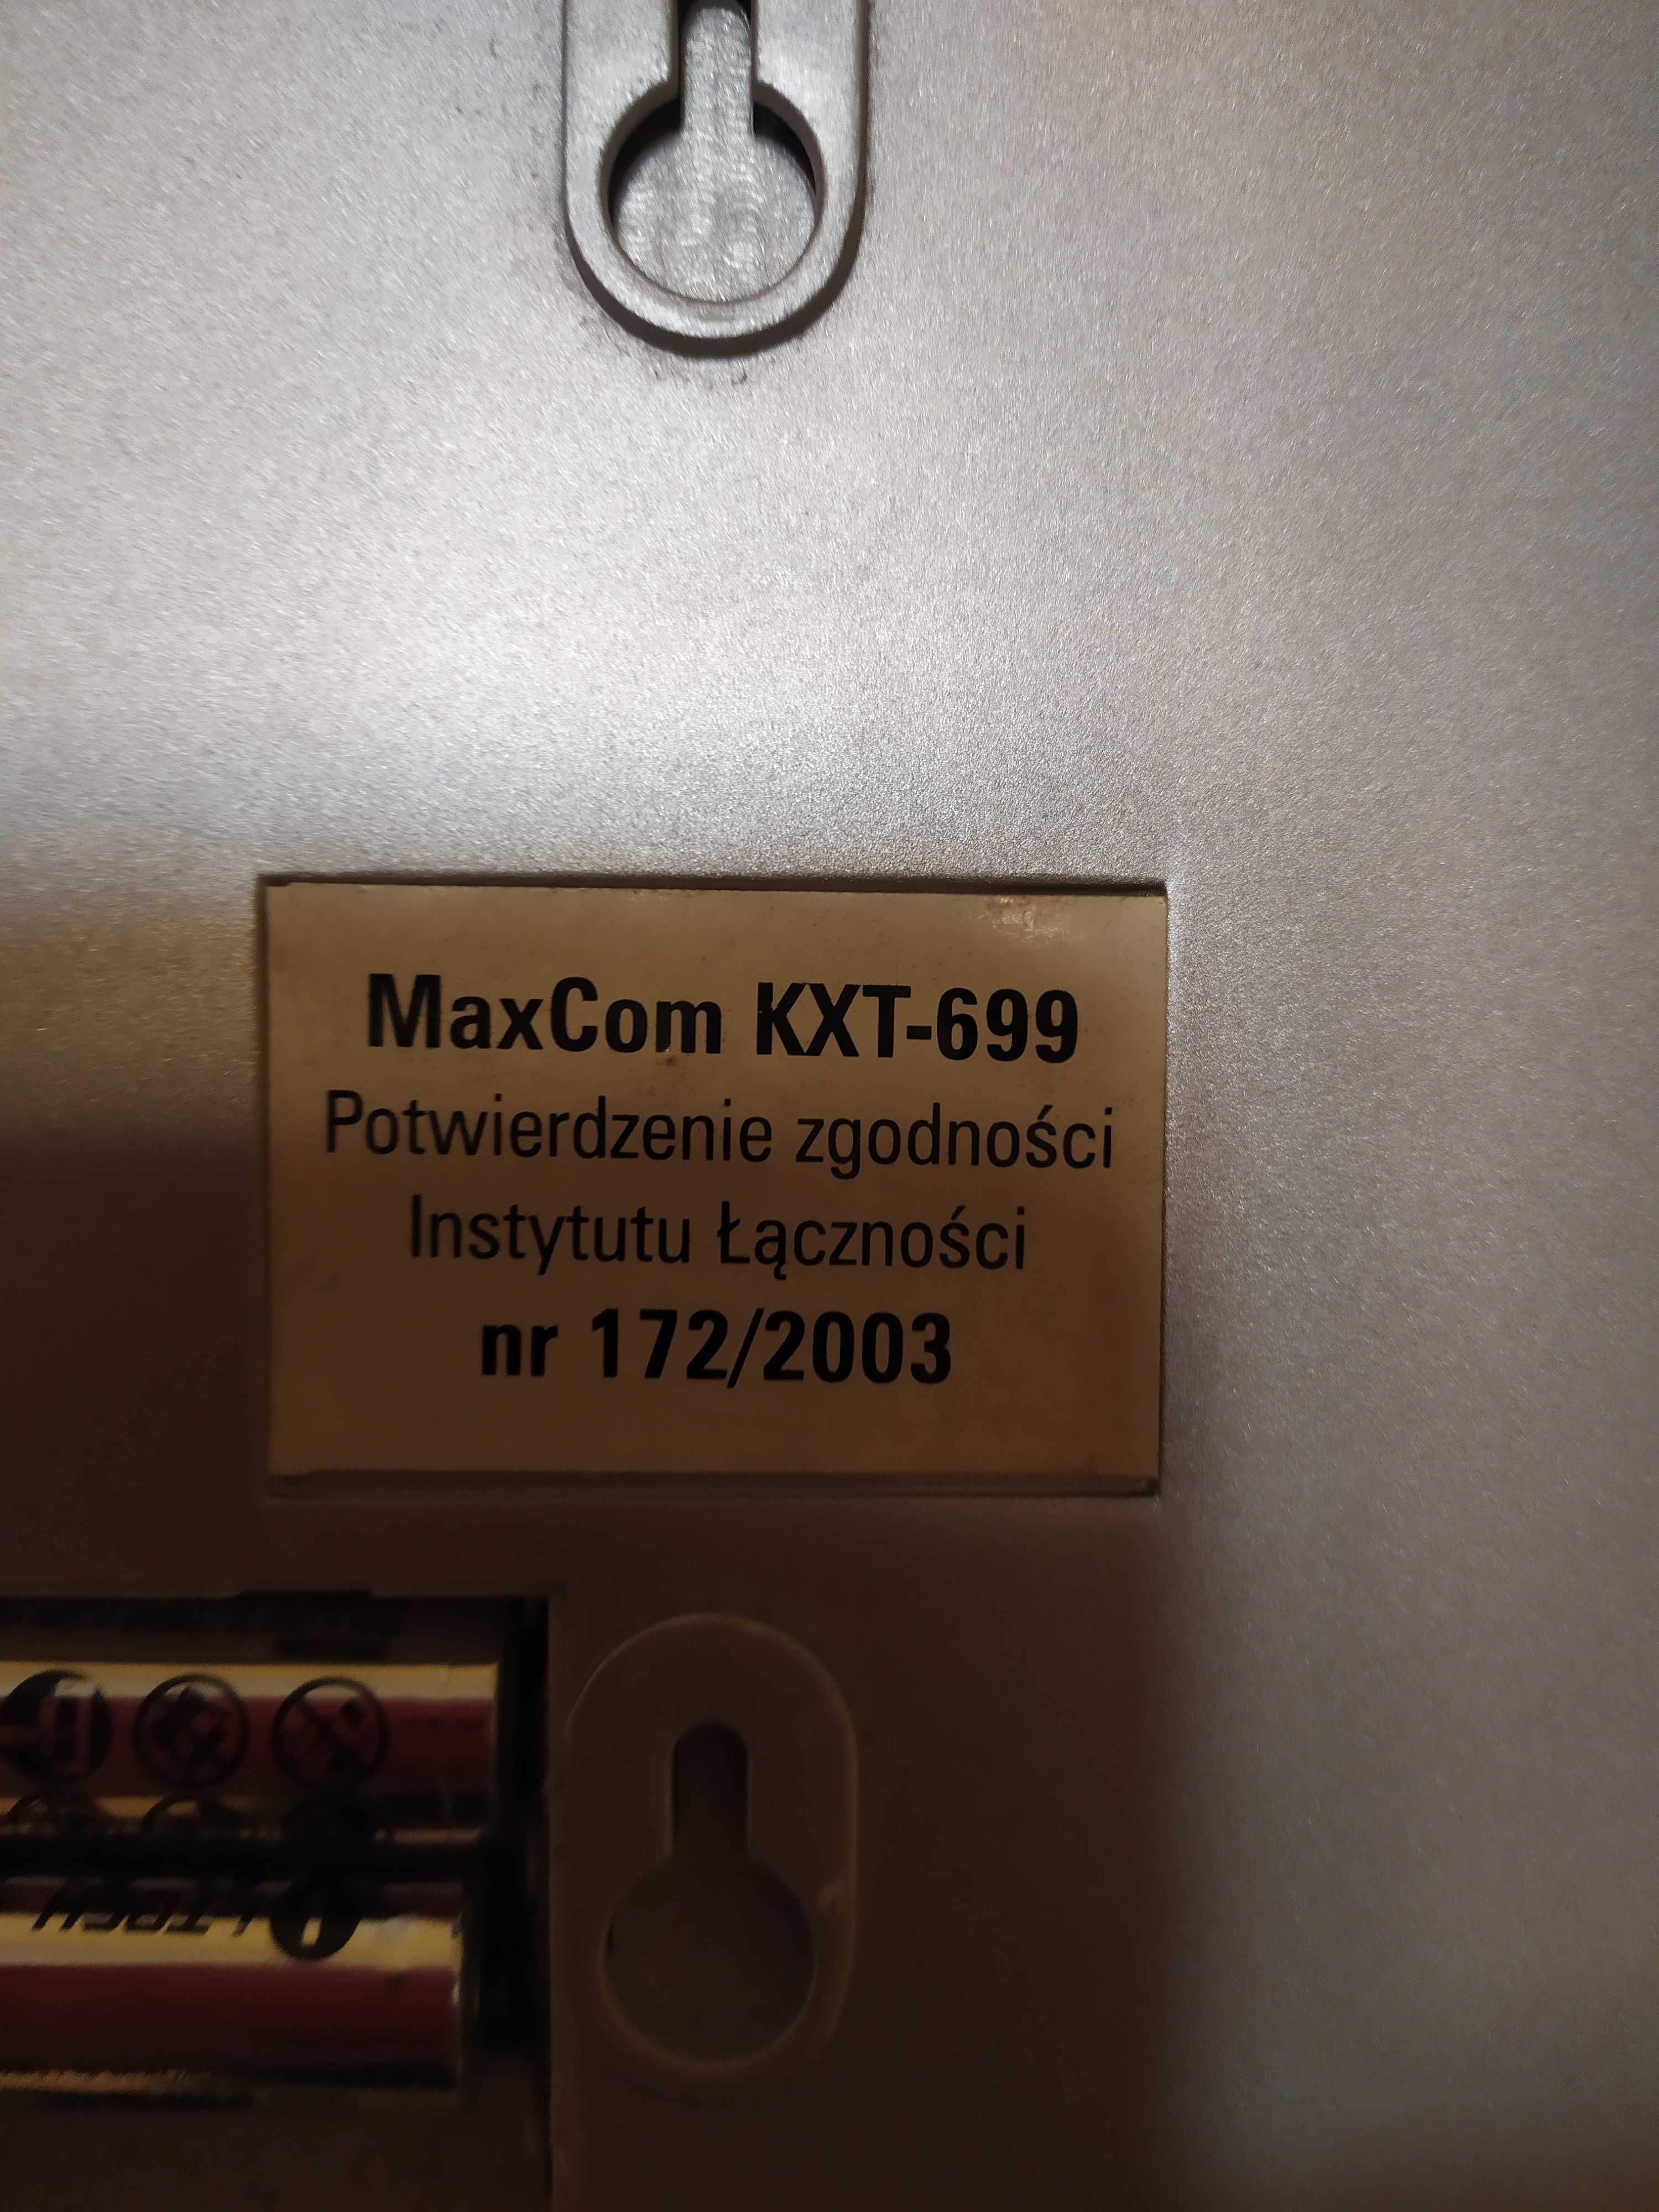 MaxCom KXT-699
Potwierdzenie zgodności
Instytutu Łączności
nr 172/2003